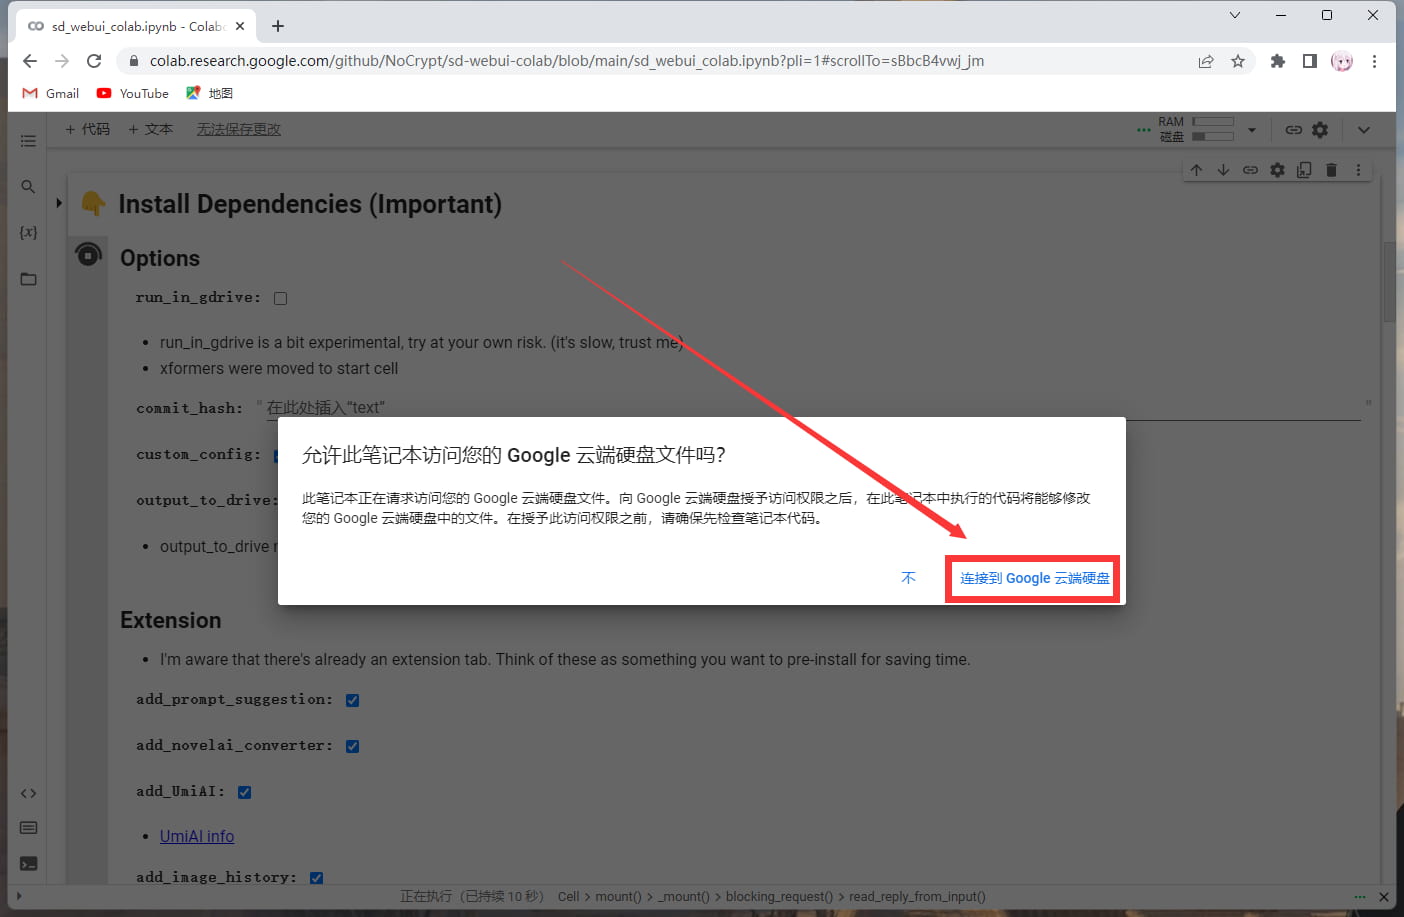 sd_webui_colab.ipynb - Colab
colab.research.google.com/github/NoCrypt/sd-webui-colab/blob/main/sd_webui_colab.ipynb?pli=1#scrollTo=sBbcB4vwj_jm
Gmail
YouTube
地图
+ 代码
+ 文本
无法保存更改
RAM
磁盘
Install Dependencies (Important)
{x}
Options
run_in_gdrive:
run_in_gdrive is a bit experimental, try at your own risk. (it's slow, trust me)
xformers were moved to start cell
commit_hash: " 在此处插入“text” "
custom_config:
output_to_drive:
output_to_drive
允许此笔记本访问您的 Google 云端硬盘文件吗?
此笔记本正在请求访问您的 Google 云端硬盘文件。向 Google 云端硬盘授予访问权限之后，在此笔记本中执行的代码将能够修改
您的 Google 云端硬盘中的文件。在授予此访问权限之前，请确保先检查笔记本代码。
不
连接到 Google 云端硬盘
Extension
I'm aware that there's already an extension tab. Think of these as something you want to pre-install for saving time.
add_prompt_suggestion:
add_novelai_converter:
add_UmiAI:
UmiAI info
add_image_history:
正在执行（已持续 10 秒） Cell > mount() > _mount() > blocking_request() > read_reply_from_input()